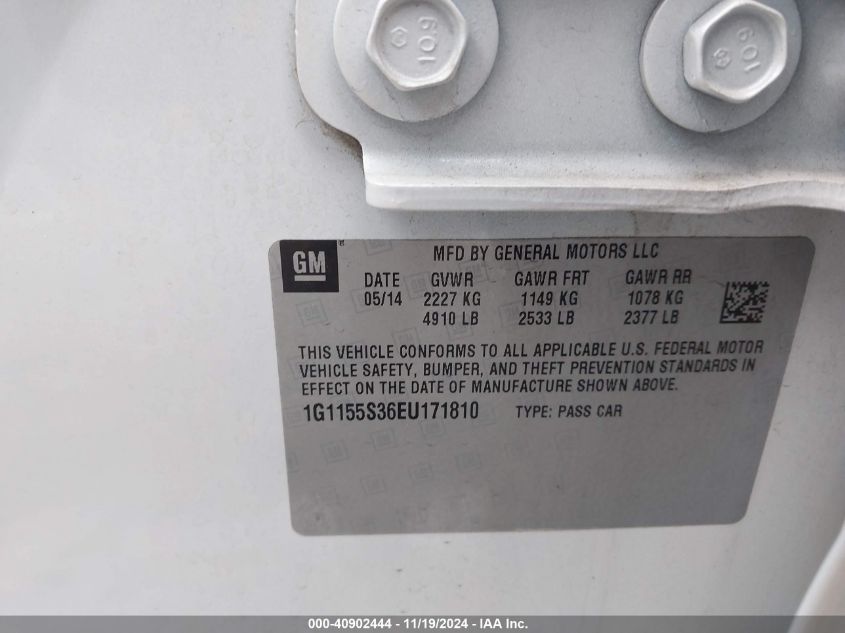 109
109
GM
MFD BY GENERAL MOTORS LLC
DATE GVWR GAWR FRT GAWR RR
05/14 2227 KG 1149 KG 1078 KG
4910 LB 2533 LB 2377 LB
THIS VEHICLE CONFORMS TO ALL APPLICABLE U.S. FEDERAL MOTOR
VEHICLE SAFETY, BUMPER, AND THEFT PREVENTION STANDARDS IN
EFFECT ON THE DATE OF MANUFACTURE SHOWN ABOVE.
1G1155S36EU171810 TYPE: PASS CAR
000-40902444 - 11/19/2024 - IAA Inc.